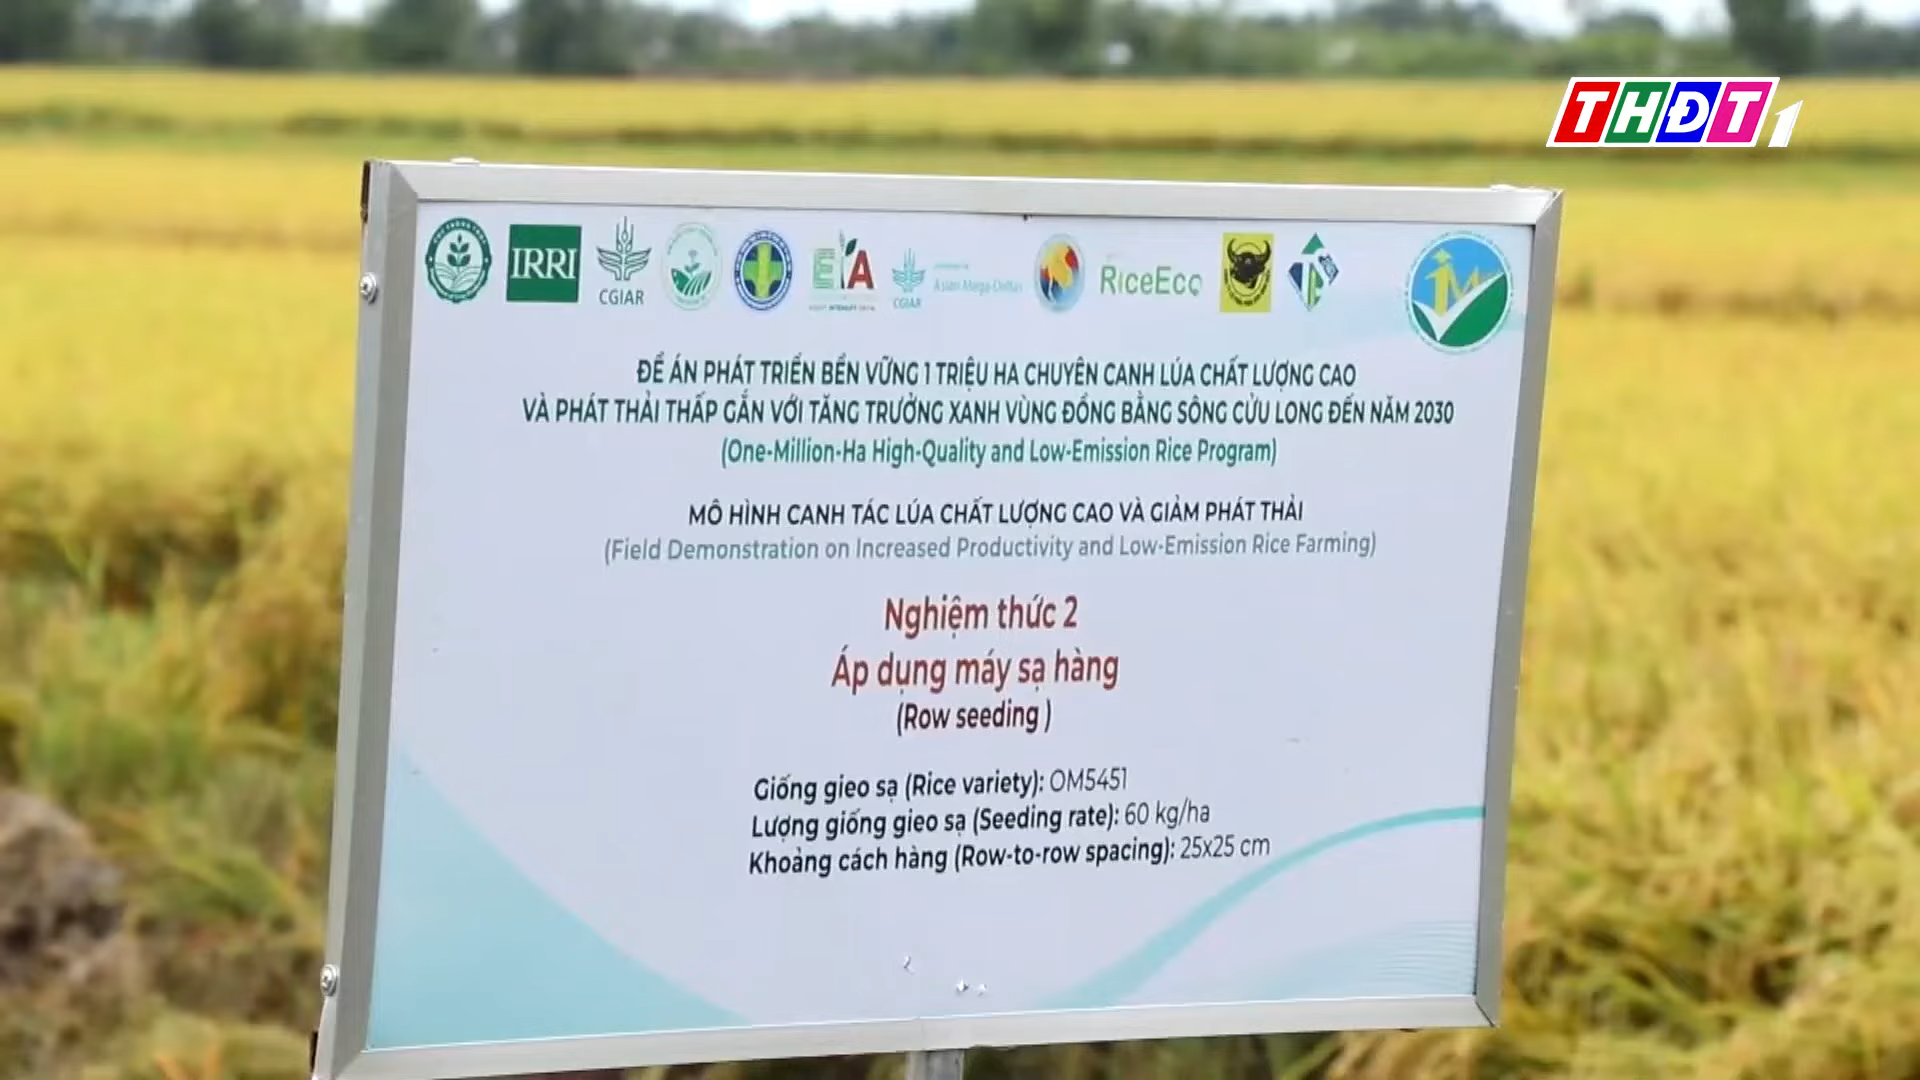 THĐT1
IRRI
CGIAR
CGIAR
Asian Mega-Deltas
RiceEco
ĐỀ ÁN PHÁT TRIỂN BỀN VỮNG 1 TRIỆU HA CHUYÊN CANH LÚA CHẤT LƯỢNG CAO
VÀ PHÁT THẢI THẤP GẮN VỚI TĂNG TRƯỞNG XANH VÙNG ĐỒNG BẰNG SÔNG CỬU LONG ĐẾN NĂM 2030
(One-Million-Ha High-Quality and Low-Emission Rice Program)
MÔ HÌNH CANH TÁC LÚA CHẤT LƯỢNG CAO VÀ GIẢM PHÁT THẢI
(Field Demonstration on Increased Productivity and Low-Emission Rice Farming)
Nghiệm thức 2
Áp dụng máy sạ hàng
(Row seeding )
Giống gieo sạ (Rice variety): OM5451
Lượng giống gieo sạ (Seeding rate): 60 kg/ha
Khoảng cách hàng (Row-to-row spacing): 25x25 cm